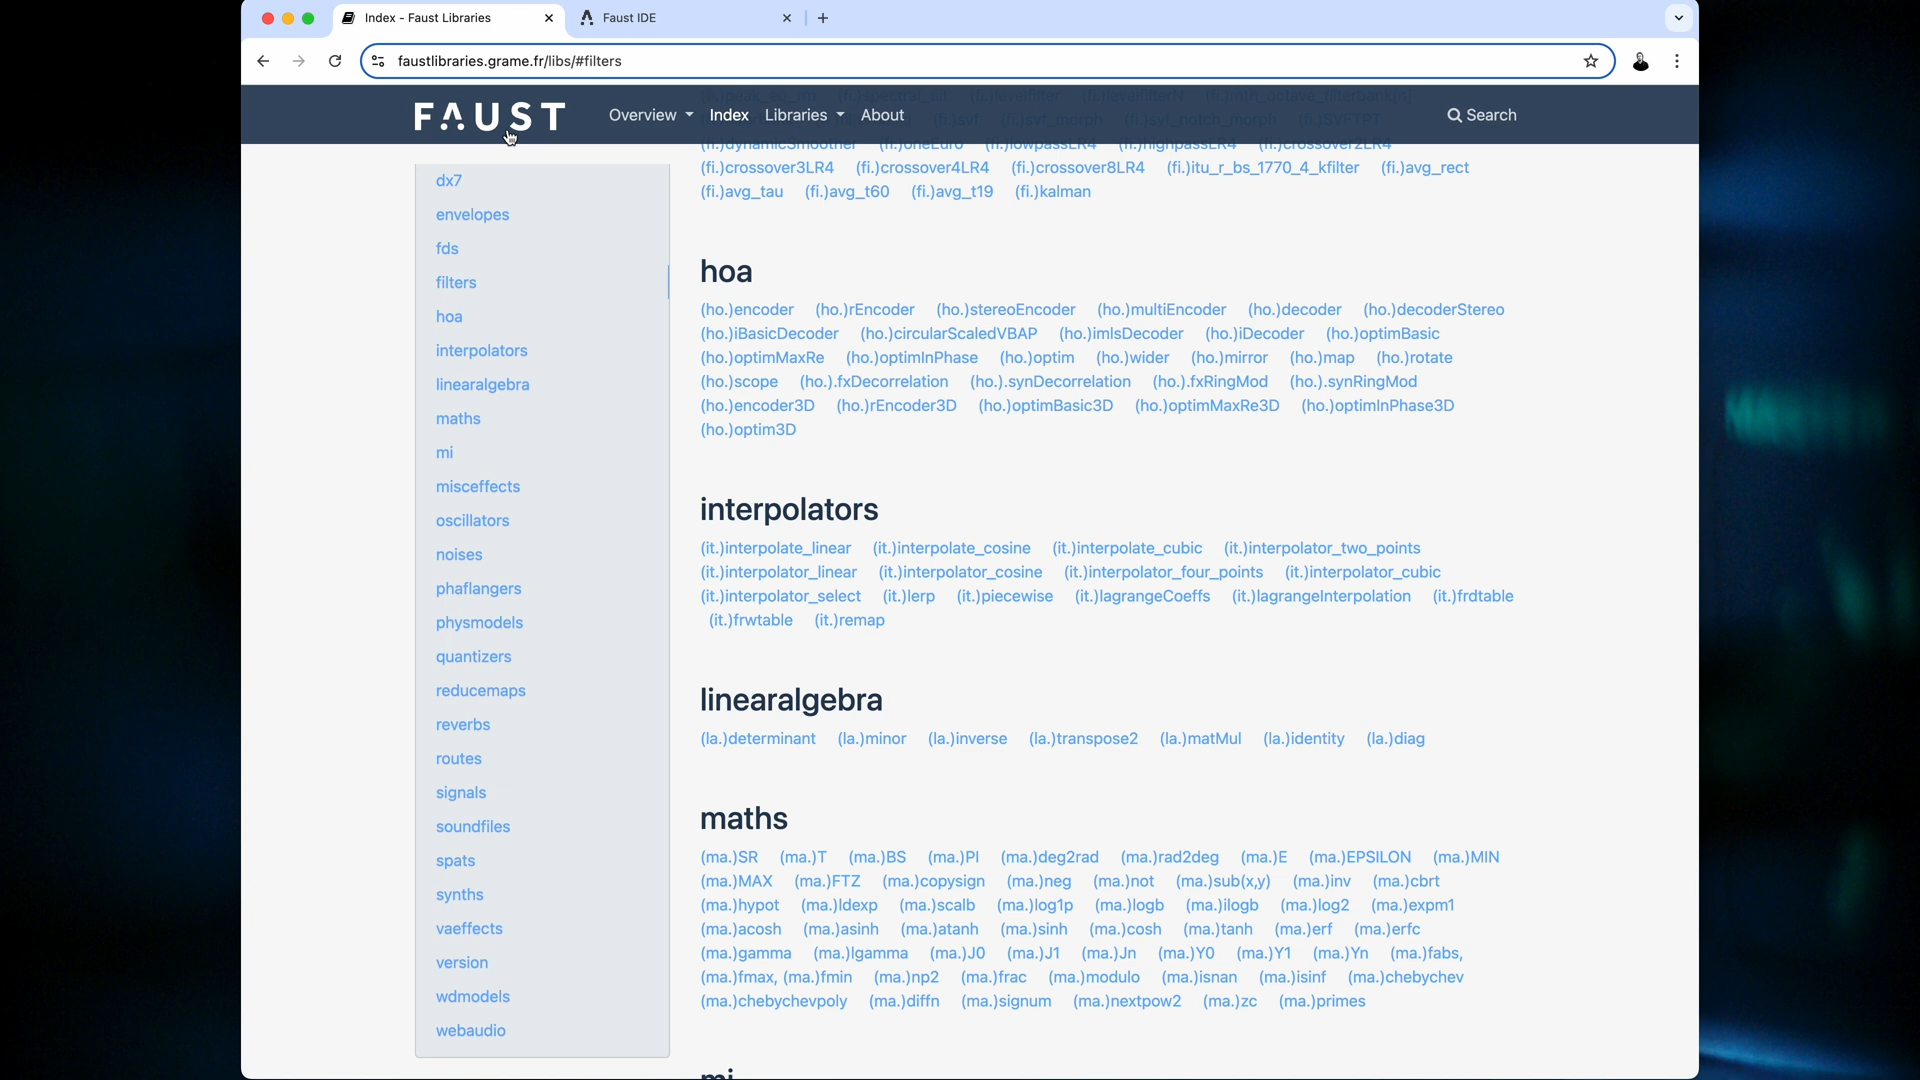 Index - Faust Libraries
Faust IDE
faustlibraries.grame.fr/libs/#filters
FAUST
Overview
Index
Libraries
About
Search
dx7
envelopes
fds
filters
hoa
interpolators
linearalgebra
maths
mi
misceffects
oscillators
noises
phaflangers
physmodels
quantizers
reducemaps
reverbs
routes
signals
soundfiles
spats
synths
vaeffects
version
wdmodels
webaudio
(fi.)dynamicSmoother (fi.)oneEuro (fi.)lowpassLR4 (fi.)highpassLR4 (fi.)crossover2LR4
(fi.)crossover3LR4 (fi.)crossover4LR4 (fi.)crossover8LR4 (fi.)itu_r_bs_1770_4_kfilter (fi.)avg_rect
(fi.)avg_tau (fi.)avg_t60 (fi.)avg_t19 (fi.)kalman
hoa
(ho.)encoder (ho.)rEncoder (ho.)stereoEncoder (ho.)multiEncoder (ho.)decoder (ho.)decoderStereo
(ho.)iBasicDecoder (ho.)circularScaledVBAP (ho.)imlsDecoder (ho.)iDecoder (ho.)optimBasic
(ho.)optimMaxRe (ho.)optimInPhase (ho.)optim (ho.)wider (ho.)mirror (ho.)map (ho.)rotate
(ho.)scope (ho.).fxDecorrelation (ho.).synDecorrelation (ho.).fxRingMod (ho.).synRingMod
(ho.)encoder3D (ho.)rEncoder3D (ho.)optimBasic3D (ho.)optimMaxRe3D (ho.)optimInPhase3D
(ho.)optim3D
interpolators
(it.)interpolate_linear (it.)interpolate_cosine (it.)interpolate_cubic (it.)interpolator_two_points
(it.)interpolator_linear (it.)interpolator_cosine (it.)interpolator_four_points (it.)interpolator_cubic
(it.)interpolator_select (it.)lerp (it.)piecewise (it.)lagrangeCoeffs (it.)lagrangeInterpolation (it.)frdtable
(it.)frwtable (it.)remap
linearalgebra
(la.)determinant (la.)minor (la.)inverse (la.)transpose2 (la.)matMul (la.)identity (la.)diag
maths
(ma.)SR (ma.)T (ma.)BS (ma.)PI (ma.)deg2rad (ma.)rad2deg (ma.)E (ma.)EPSILON (ma.)MIN
(ma.)MAX (ma.)FTZ (ma.)copysign (ma.)neg (ma.)not (ma.)sub(x,y) (ma.)inv (ma.)cbrt
(ma.)hypot (ma.)ldexp (ma.)scalb (ma.)log1p (ma.)logb (ma.)ilogb (ma.)log2 (ma.)expm1
(ma.)acosh (ma.)asinh (ma.)atanh (ma.)sinh (ma.)cosh (ma.)tanh (ma.)erf (ma.)erfc
(ma.)gamma (ma.)lgamma (ma.)J0 (ma.)J1 (ma.)Jn (ma.)Y0 (ma.)Y1 (ma.)Yn (ma.)fabs,
(ma.)fmax, (ma.)fmin (ma.)np2 (ma.)frac (ma.)modulo (ma.)isnan (ma.)isinf (ma.)chebychev
(ma.)chebychevpoly (ma.)diffn (ma.)signum (ma.)nextpow2 (ma.)zc (ma.)primes
mi